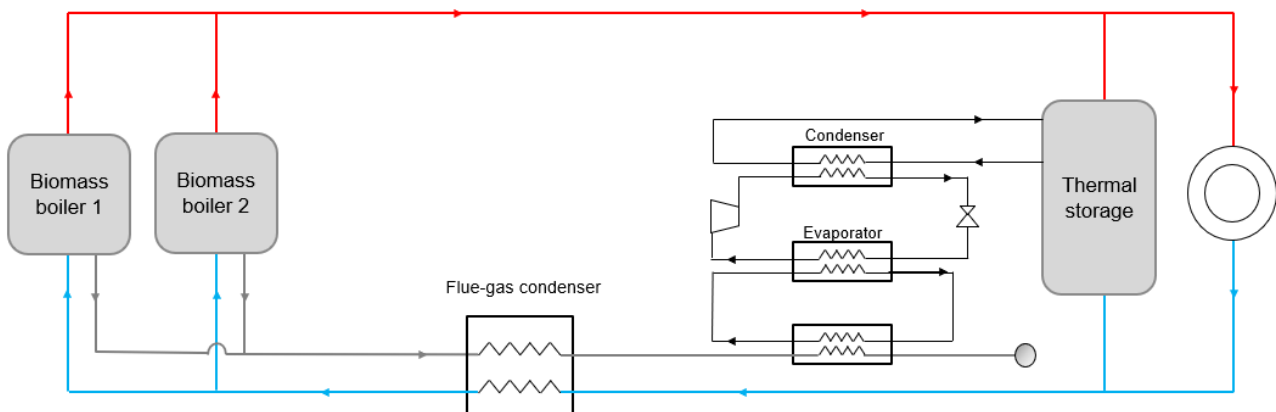 Condenser
Biomass
boiler 1
Biomass
boiler 2
Thermal
storage
Evaporator
Flue-gas condenser